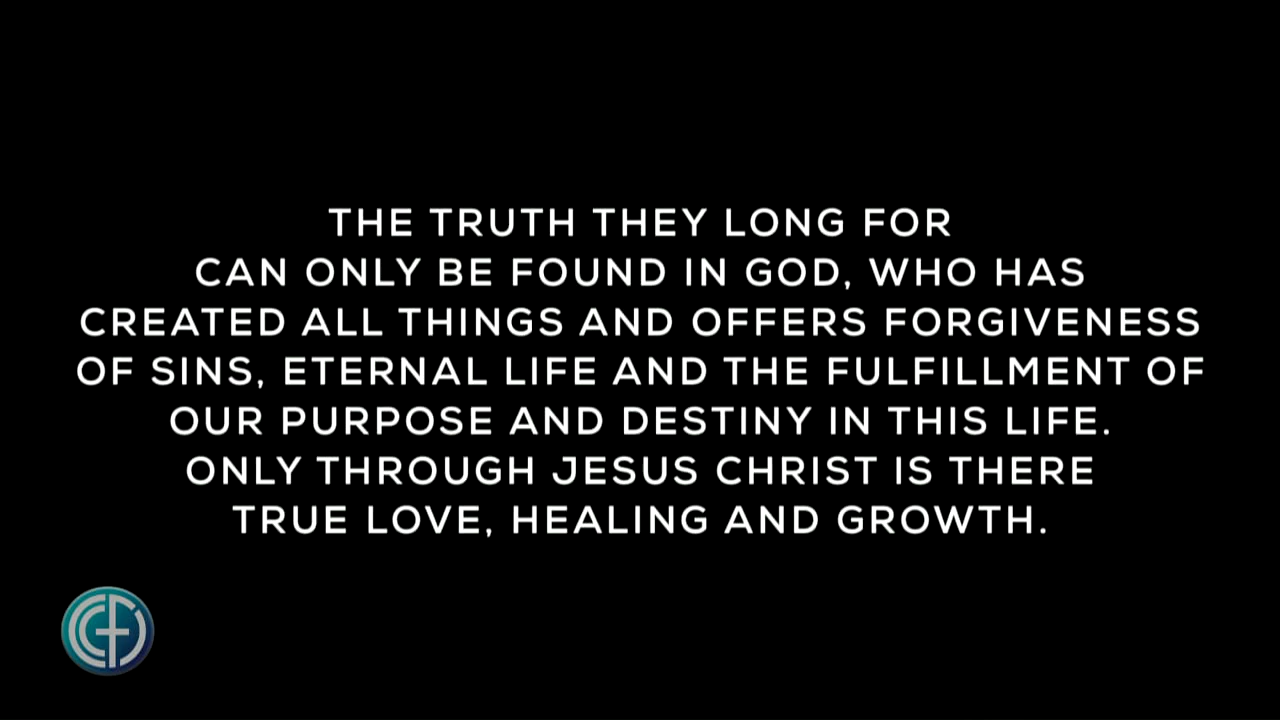 THE TRUTH THEY LONG FOR
CAN ONLY BE FOUND IN GOD, WHO HAS
CREATED ALL THINGS AND OFFERS FORGIVENESS
OF SINS, ETERNAL LIFE AND THE FULFILLMENT OF
OUR PURPOSE AND DESTINY IN THIS LIFE.
ONLY THROUGH JESUS CHRIST IS THERE
TRUE LOVE, HEALING AND GROWTH.